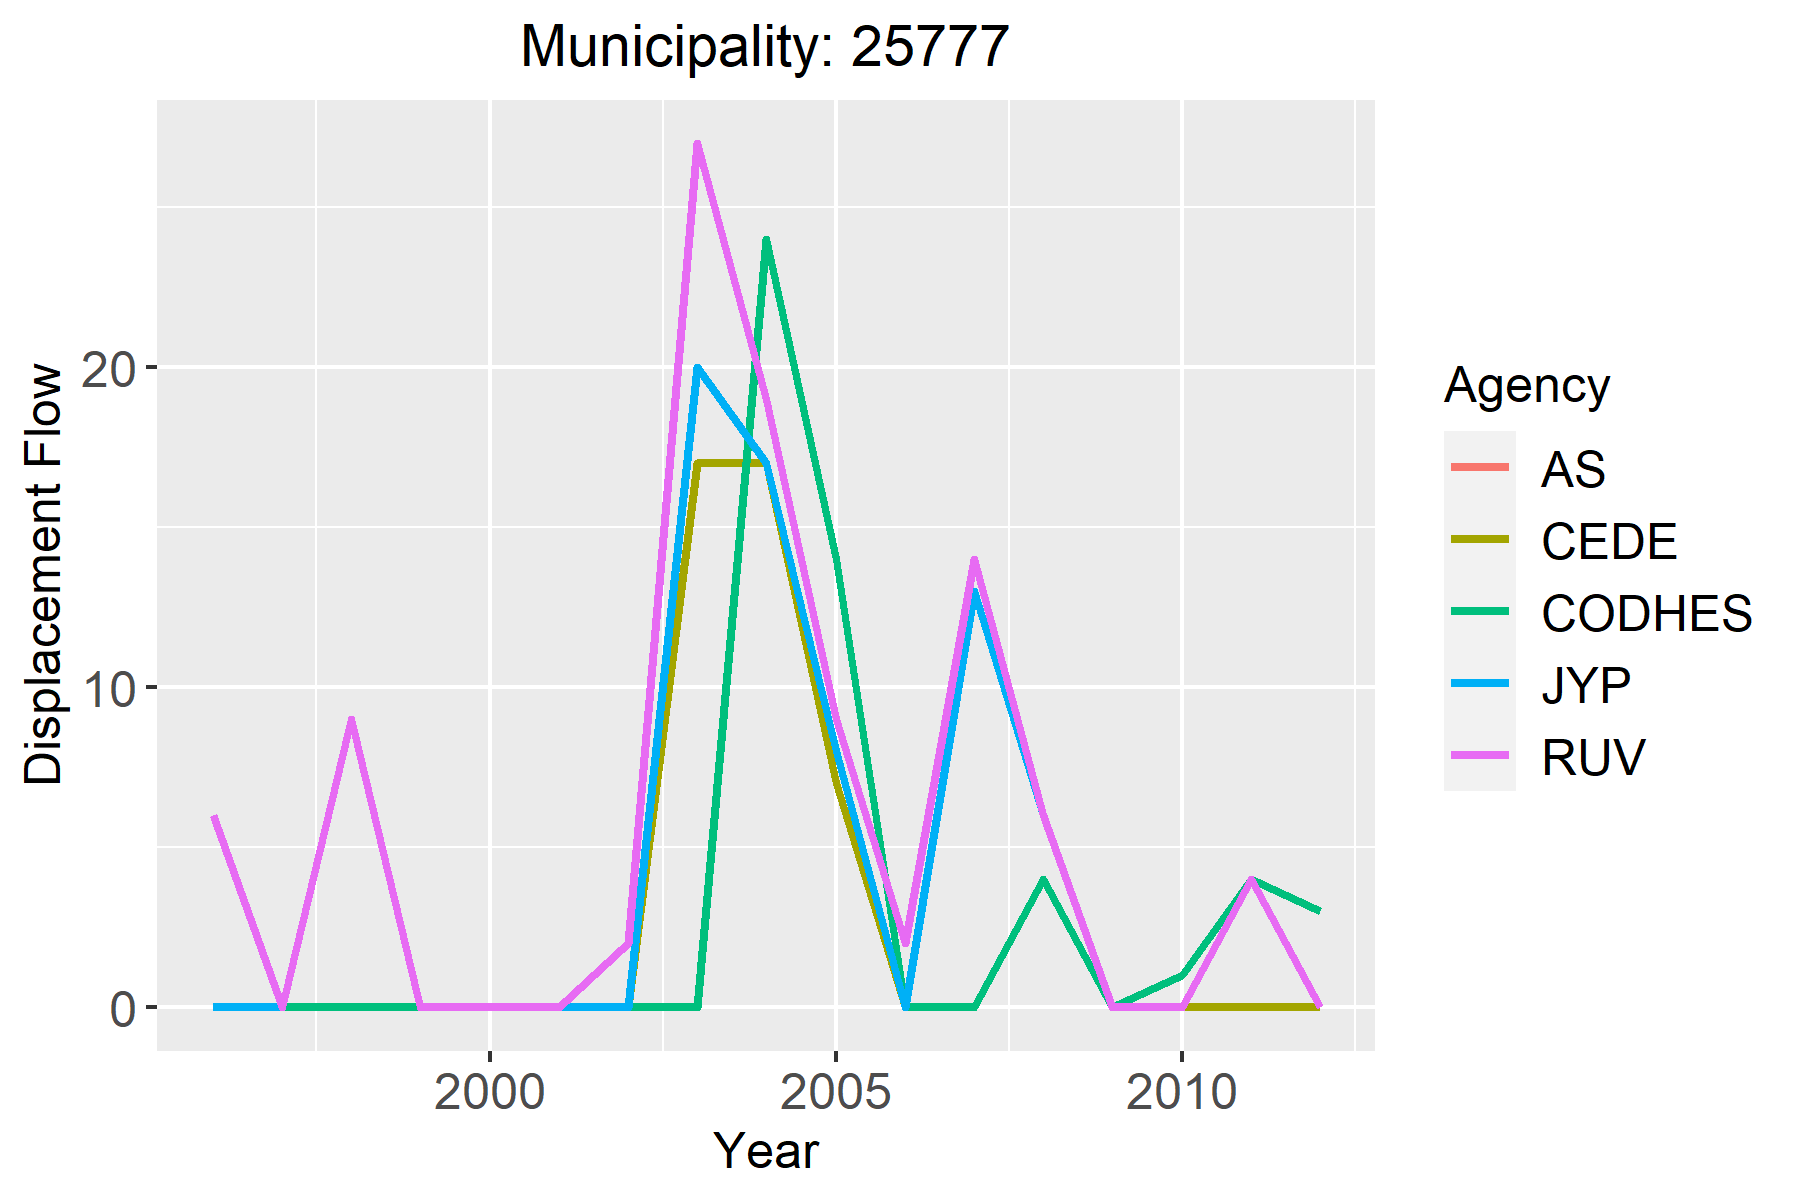 Municipality: 25777
Displacement Flow
20
10
0
2000 2005 2010
Year
Agency
AS
CEDE
CODHES
JYP
RUV